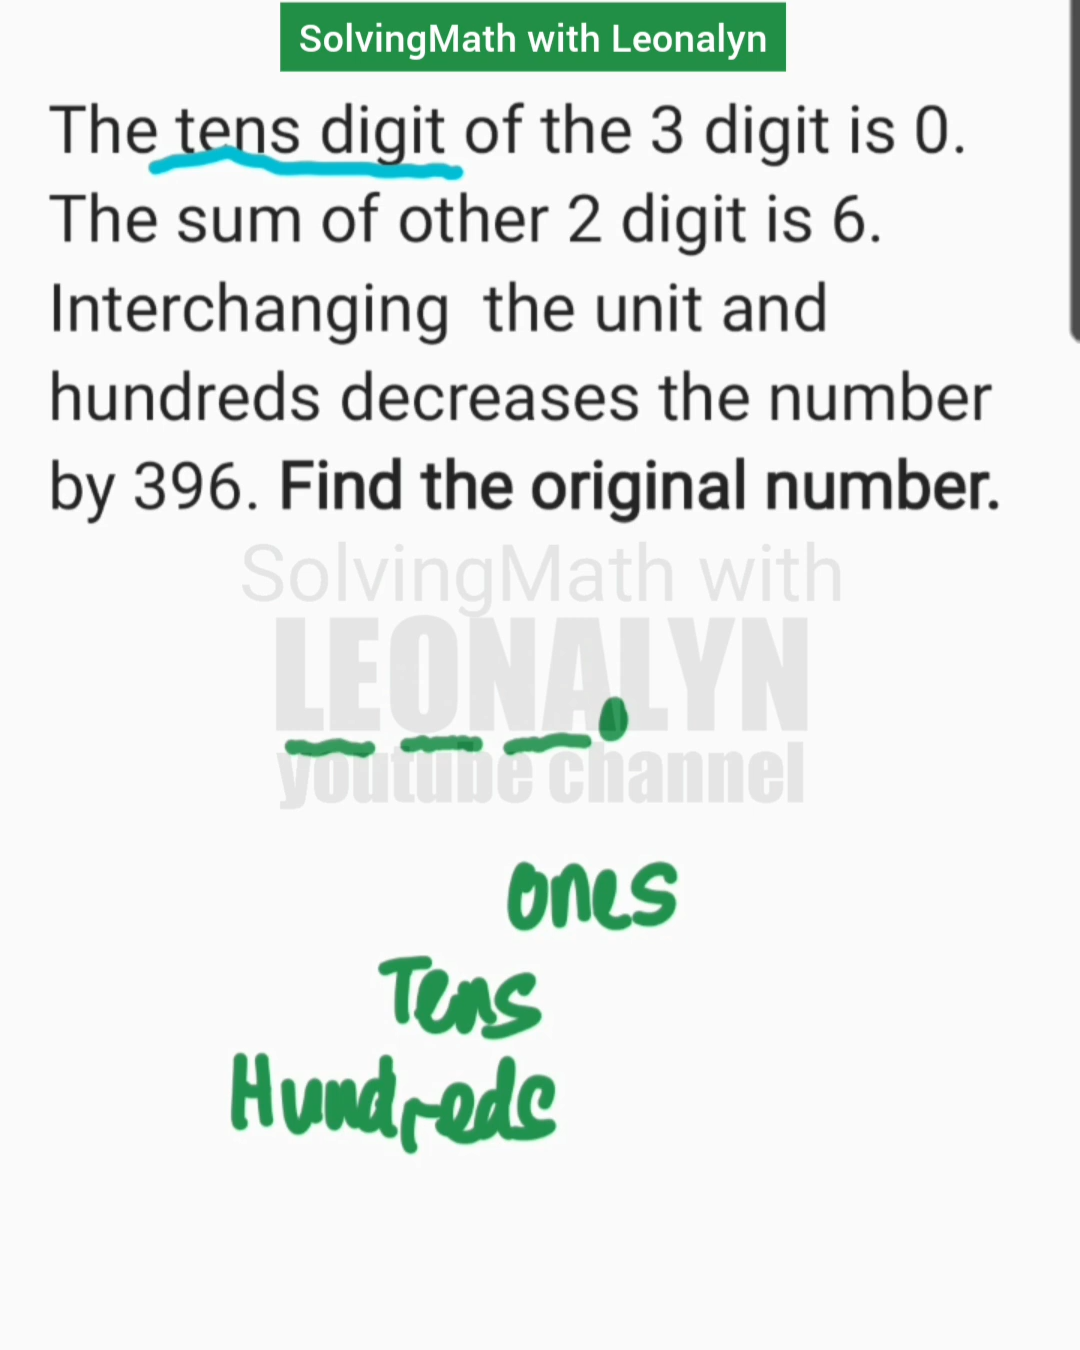 SolvingMath with Leonalyn
The tens digit of the 3 digit is 0.
The sum of other 2 digit is 6.
Interchanging the unit and
hundreds decreases the number
by 396. Find the original number.
SolvingMath with
LEONALYN
youtube channel
ones
Tens
Hundreds